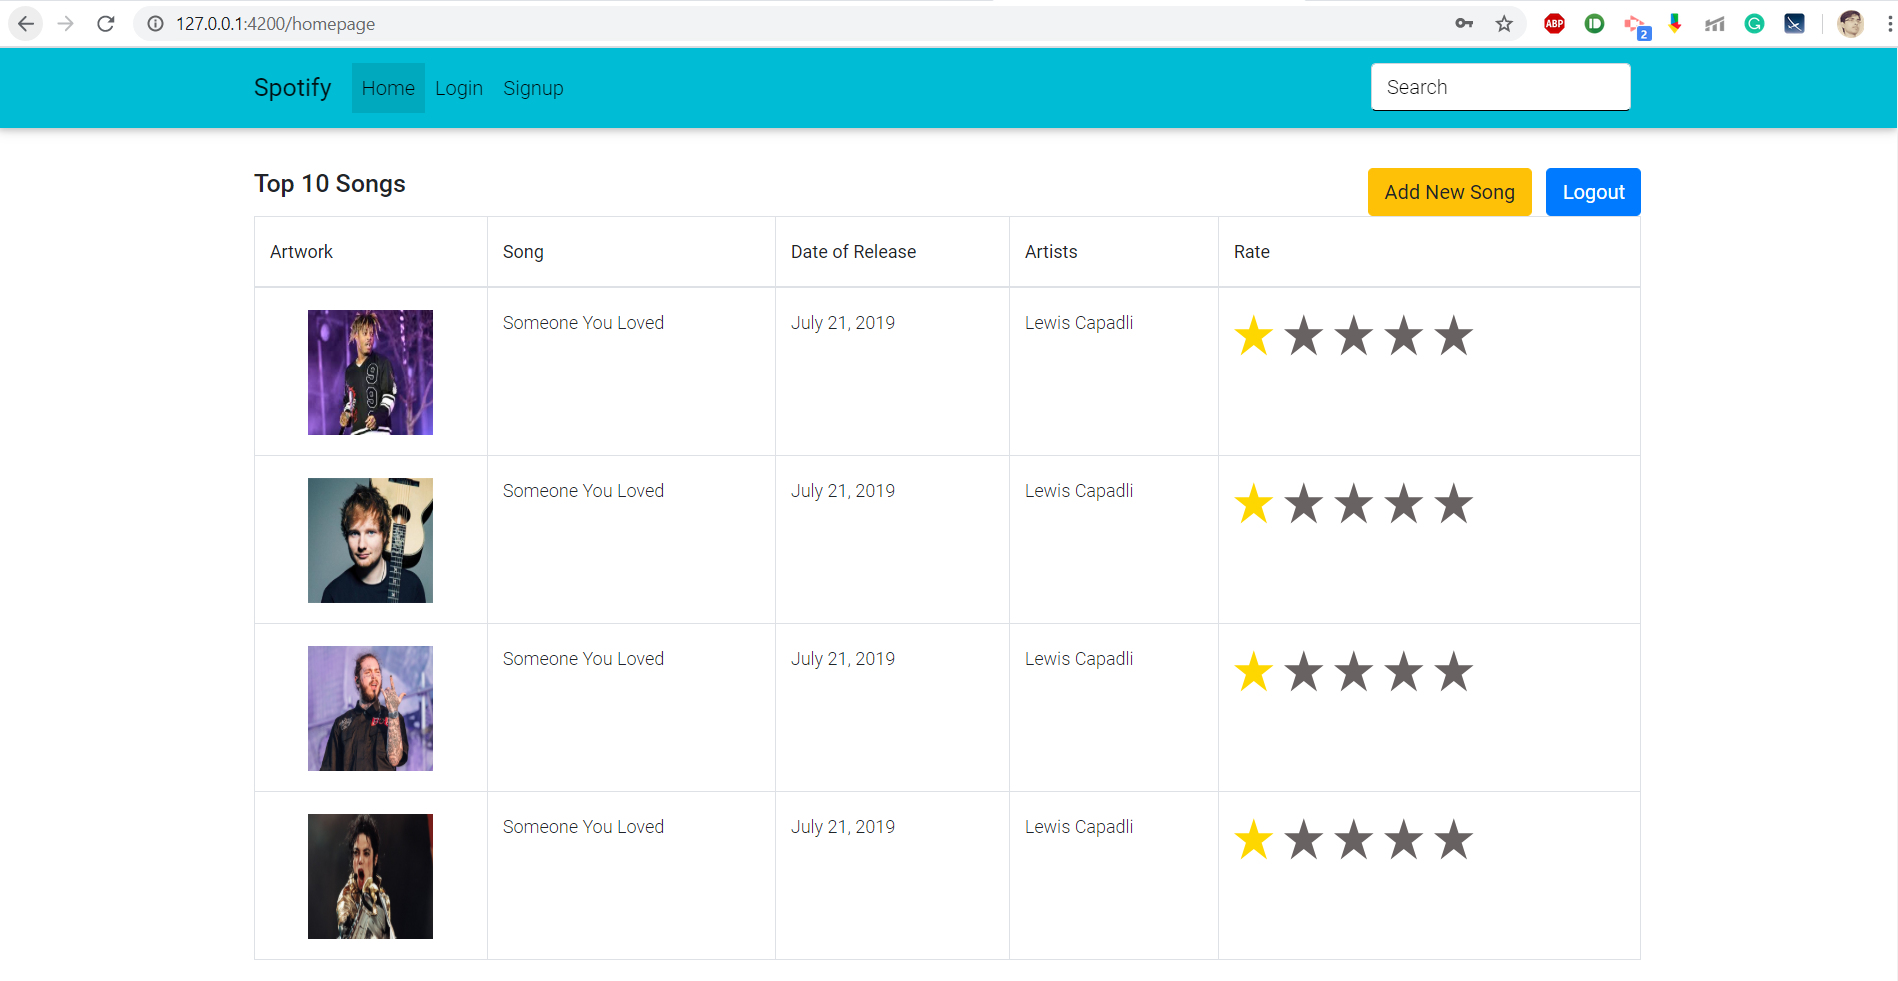 127.0.0.1:4200/homepage
ABP
2
G
Spotify Home Login Signup Search
Top 10 Songs Add New Song Logout
Artwork Song Date of Release Artists Rate
Someone You Loved July 21, 2019 Lewis Capadli
999
Someone You Loved July 21, 2019 Lewis Capadli
Someone You Loved July 21, 2019 Lewis Capadli
Someone You Loved July 21, 2019 Lewis Capadli